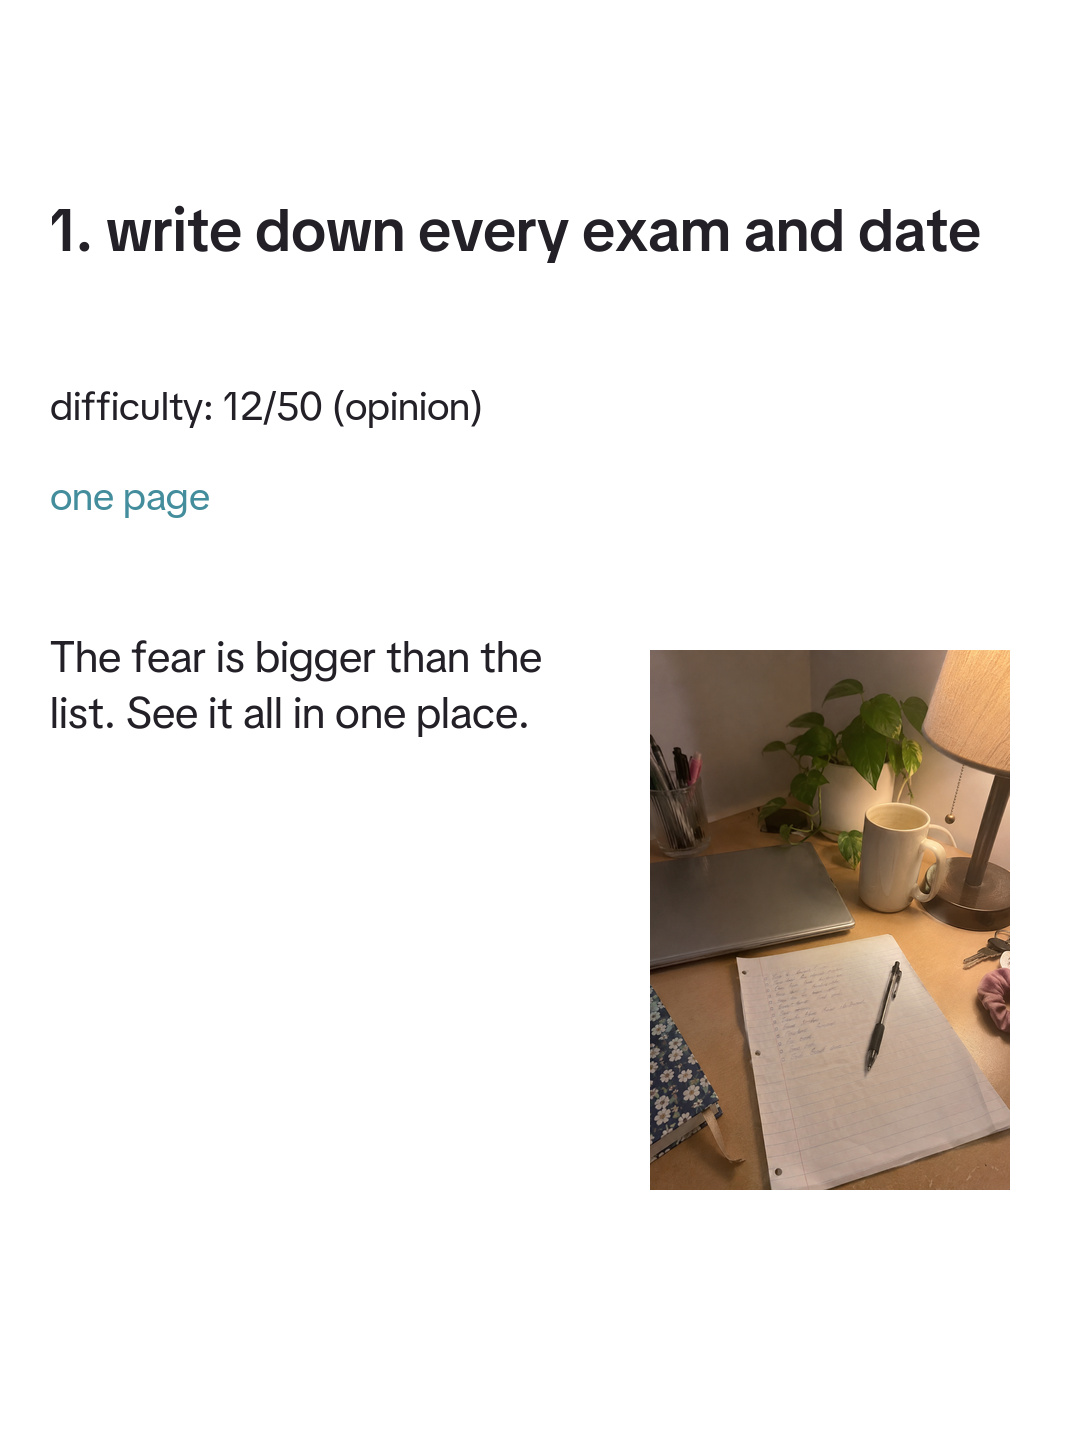 1. write down every exam and date
difficulty: 12/50 (opinion)
one page
The fear is bigger than the
list. See it all in one place.